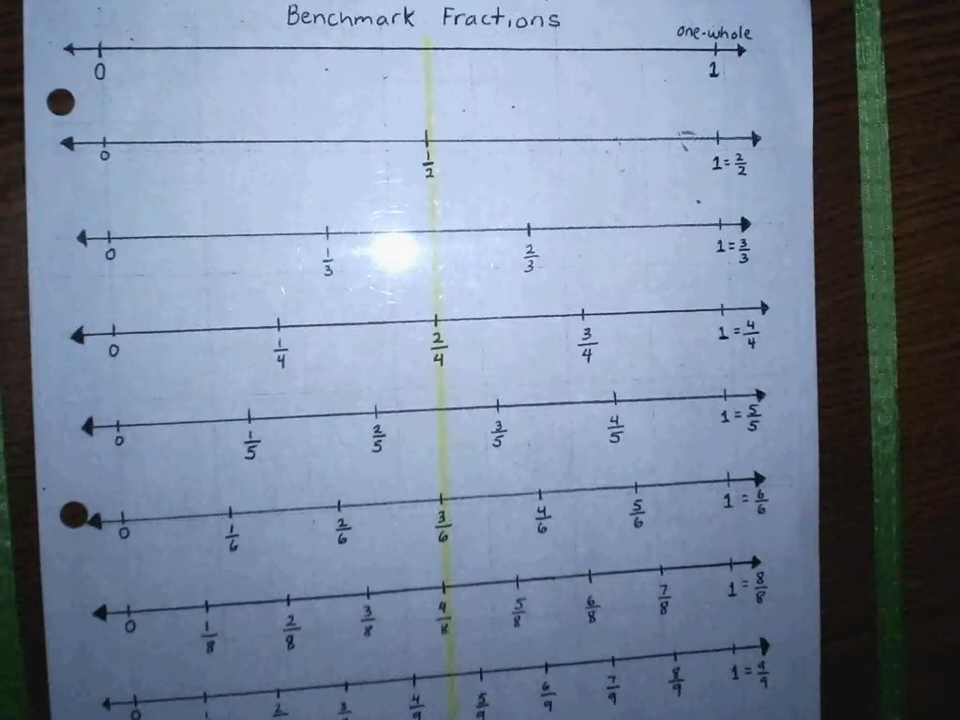 Benchmark Fractions
one-whole
0 1
0 1/2 1=2/2
0 1/3 2/3 1=3/3
0 1/4 2/4 3/4 1=4/4
0 1/5 2/5 3/5 4/5 1=5/5
0 1/6 2/6 3/6 4/6 5/6 1=6/6
0 1/8 2/8 3/8 4/8 5/8 6/8 7/8 1=8/8
0 4/9 5/9 6/9 7/9 8/9 1=9/9